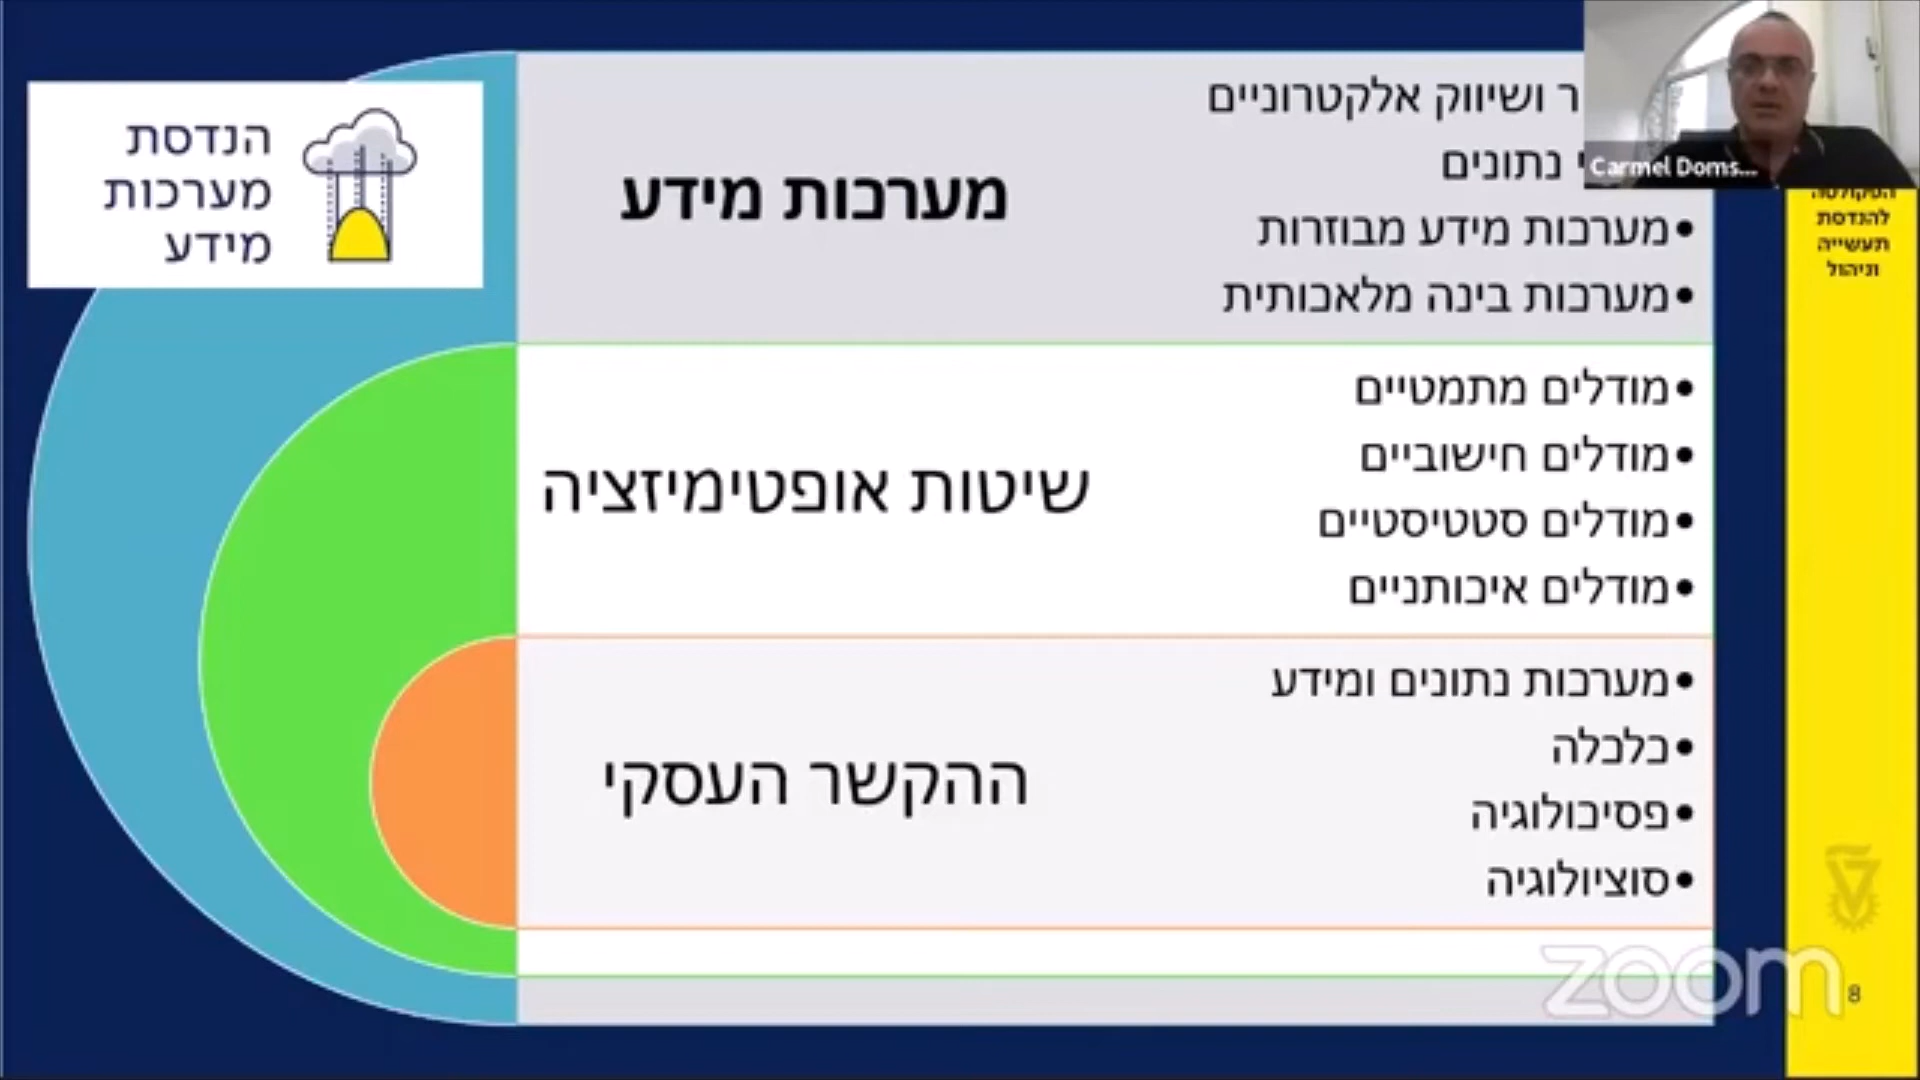 הנדסת
מערכות
מידע
מערכות מידע
ושיווק אלקטרוניים
נתונים
•מערכות מידע מבוזרות
•מערכות בינה מלאכותית
שיטות אופטימיזציה
•מודלים מתמטיים
•מודלים חישוביים
•מודלים סטטיסטיים
•מודלים איכותניים
ההקשר העסקי
•מערכות נתונים ומידע
•כלכלה
•פסיכולוגיה
•סוציולוגיה
Carmel Doms...
הפקולטה
להנדסת
תעשייה
וניהול
zoom
8